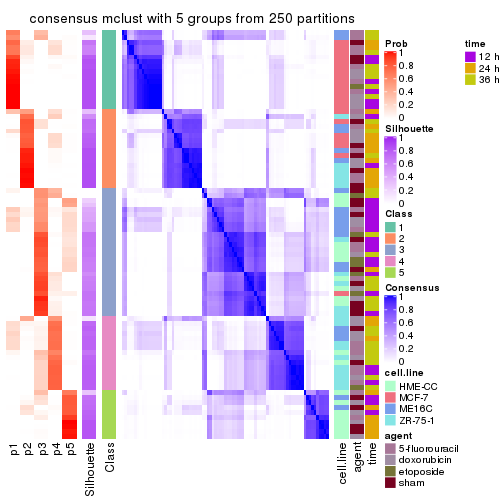 consensus mclust with 5 groups from 250 partitions
p1
p2
p3
p4
p5
Silhouette
Class
cell.line
agent
time
Prob
1
0.8
0.6
0.4
0.2
0
Silhouette
1
0.8
0.6
0.4
0.2
0
Class
1
2
3
4
5
Consensus
1
0.8
0.6
0.4
0.2
0
cell.line
HME-CC
MCF-7
ME16C
ZR-75-1
agent
5-fluorouracil
doxorubicin
etoposide
sham
time
12 h
24 h
36 h